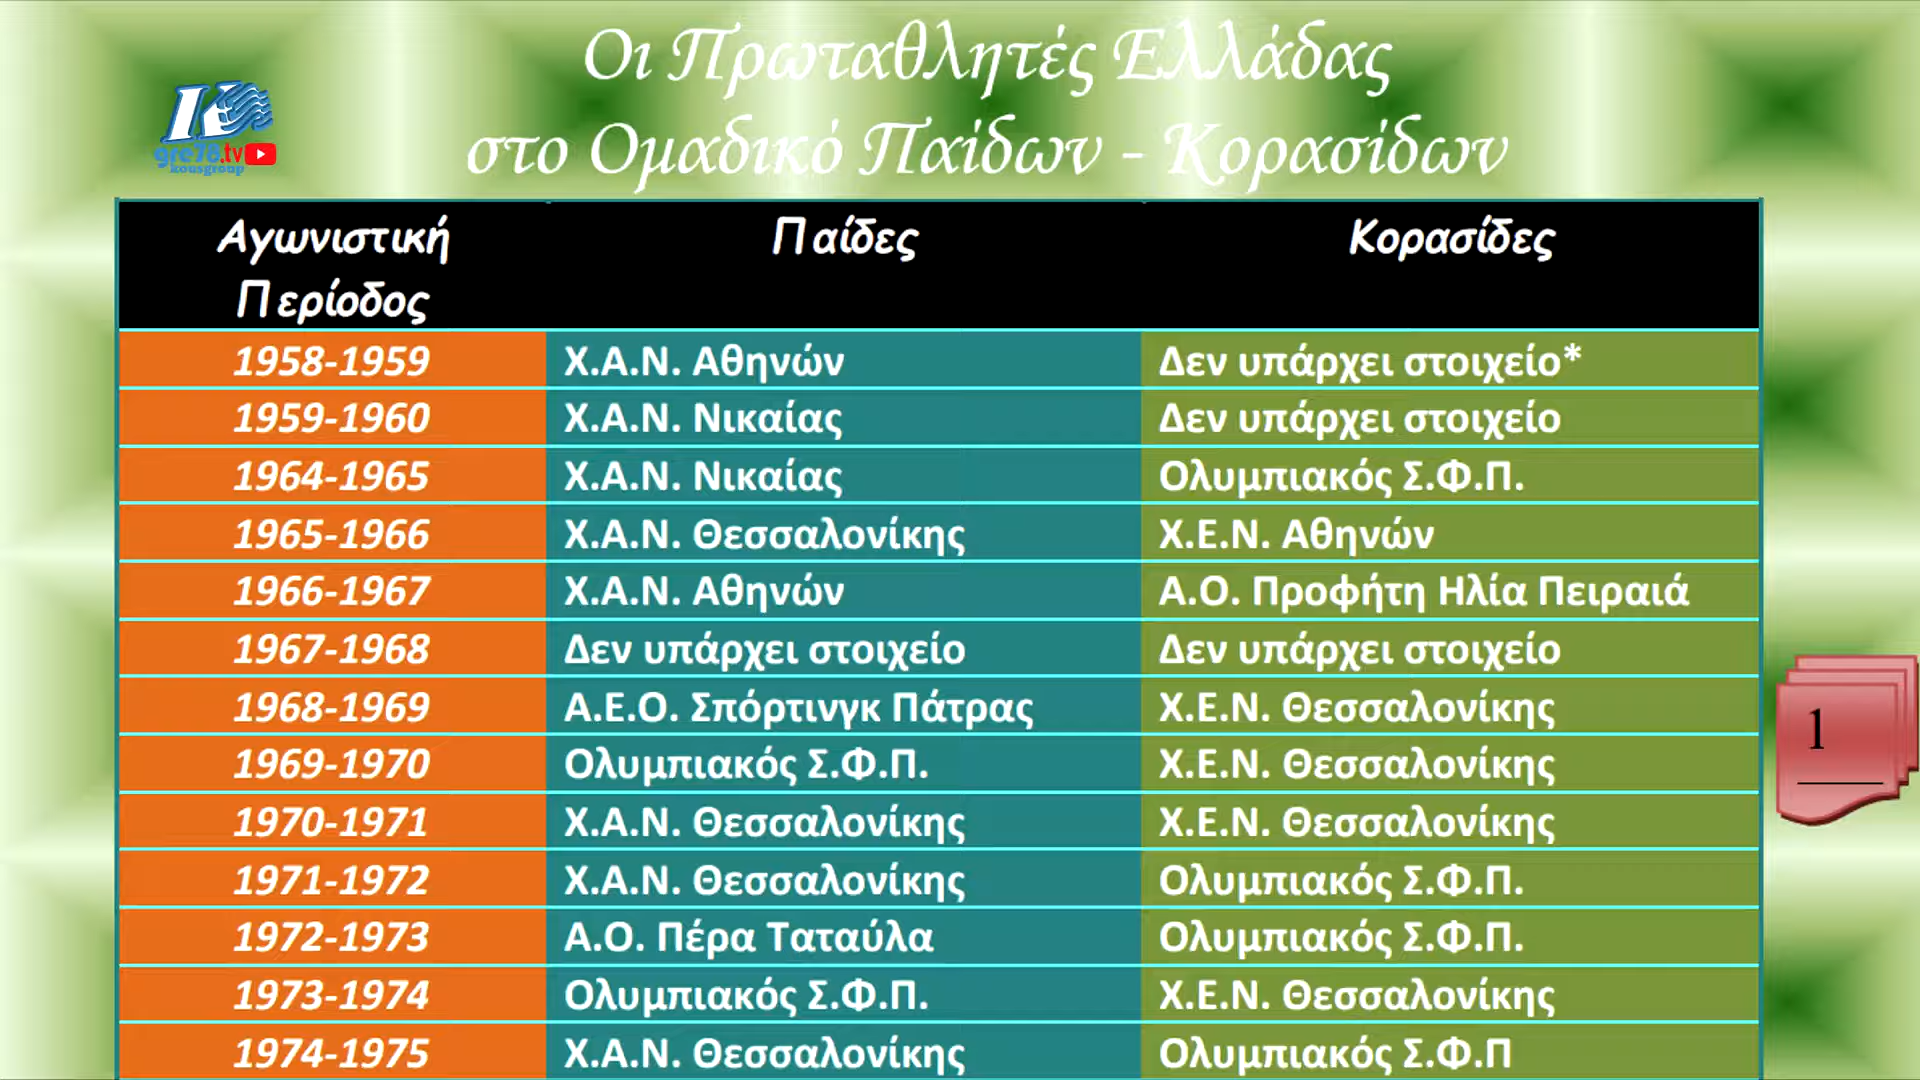 Οι Πρωταθλητές Ελλάδας
στο Ομαδικό Παίδων - Κορασίδων
gre78.tv
kousgroup
Αγωνιστική Περίοδος Παίδες Κορασίδες
1958-1959 Χ.Α.Ν. Αθηνών Δεν υπάρχει στοιχείο*
1959-1960 Χ.Α.Ν. Νικαίας Δεν υπάρχει στοιχείο
1964-1965 Χ.Α.Ν. Νικαίας Ολυμπιακός Σ.Φ.Π.
1965-1966 Χ.Α.Ν. Θεσσαλονίκης Χ.Ε.Ν. Αθηνών
1966-1967 Χ.Α.Ν. Αθηνών Α.Ο. Προφήτη Ηλία Πειραιά
1967-1968 Δεν υπάρχει στοιχείο Δεν υπάρχει στοιχείο
1968-1969 Α.Ε.Ο. Σπόρτινγκ Πάτρας Χ.Ε.Ν. Θεσσαλονίκης
1969-1970 Ολυμπιακός Σ.Φ.Π. Χ.Ε.Ν. Θεσσαλονίκης
1970-1971 Χ.Α.Ν. Θεσσαλονίκης Χ.Ε.Ν. Θεσσαλονίκης
1971-1972 Χ.Α.Ν. Θεσσαλονίκης Ολυμπιακός Σ.Φ.Π.
1972-1973 Α.Ο. Πέρα Ταταύλα Ολυμπιακός Σ.Φ.Π.
1973-1974 Ολυμπιακός Σ.Φ.Π. Χ.Ε.Ν. Θεσσαλονίκης
1974-1975 Χ.Α.Ν. Θεσσαλονίκης Ολυμπιακός Σ.Φ.Π
1